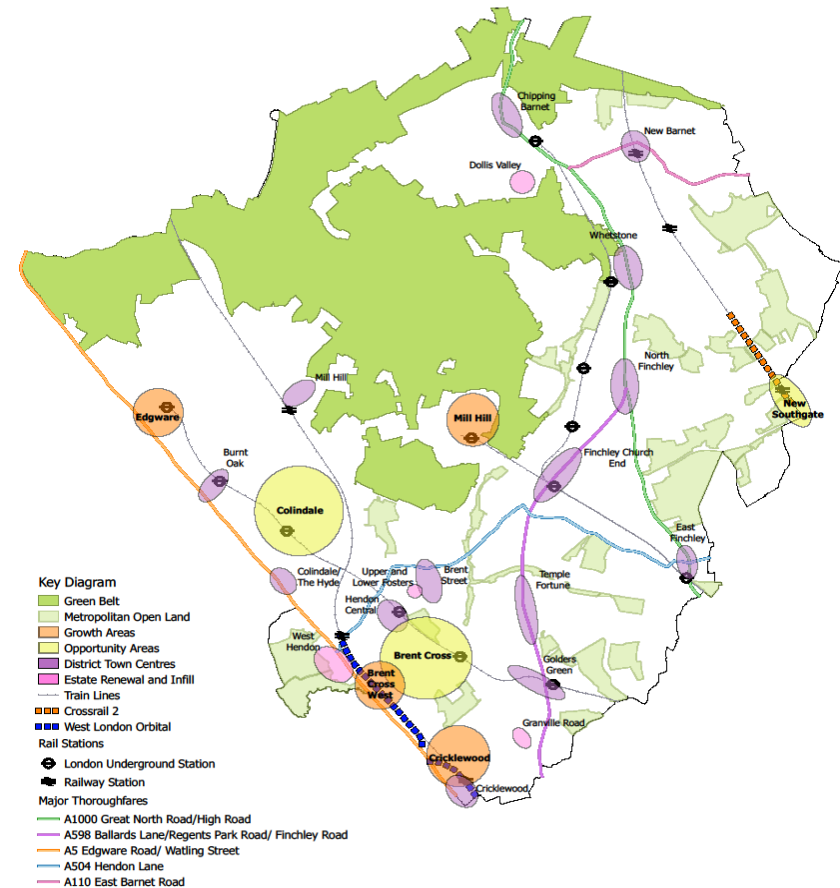 Chipping
Barnet
New Barnet
Dollis Valley
Whetstone
North
Finchley
Mill Hill
Edgware
Mill Hill
New
Southgate
Burnt
Oak
Finchley Church
End
Colindale
East
Finchley
Colindale/
The Hyde
Upper and
Lower Fosters
Brent
Street
Temple
Fortune
Hendon
Central
West
Hendon
Brent Cross
Golders
Green
Brent
Cross
West
Granville Road
Cricklewood
Cricklewood
Key Diagram
Green Belt
Metropolitan Open Land
Growth Areas
Opportunity Areas
District Town Centres
Estate Renewal and Infill
Train Lines
Crossrail 2
West London Orbital
Rail Stations
London Underground Station
Railway Station
Major Thoroughfares
A1000 Great North Road/High Road
A598 Ballards Lane/Regents Park Road/ Finchley Road
A5 Edgware Road/ Watling Street
A504 Hendon Lane
A110 East Barnet Road